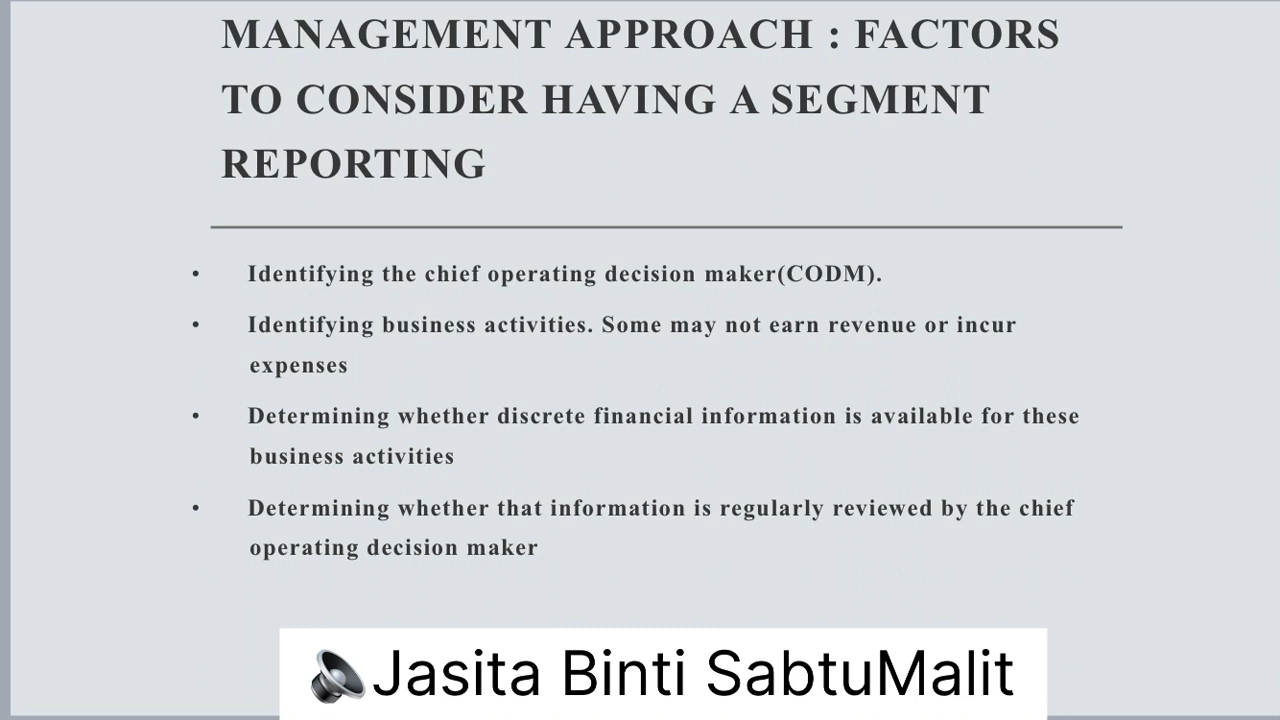 MANAGEMENT APPROACH : FACTORS
TO CONSIDER HAVING A SEGMENT
REPORTING
• Identifying the chief operating decision maker(CODM).
• Identifying business activities. Some may not earn revenue or incur
expenses
• Determining whether discrete financial information is available for these
business activities
• Determining whether that information is regularly reviewed by the chief
operating decision maker
🔈Jasita Binti SabtuMalit